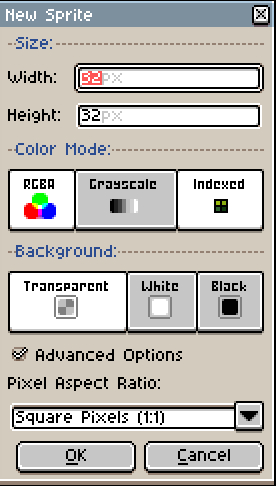 New Sprite
Size:
Width: 32px
Height: 32px
Color Mode:
RGBA Grayscale Indexed
Background:
Transparent White Black
Advanced Options
Pixel Aspect Ratio:
Square Pixels (1:1)
OK Cancel